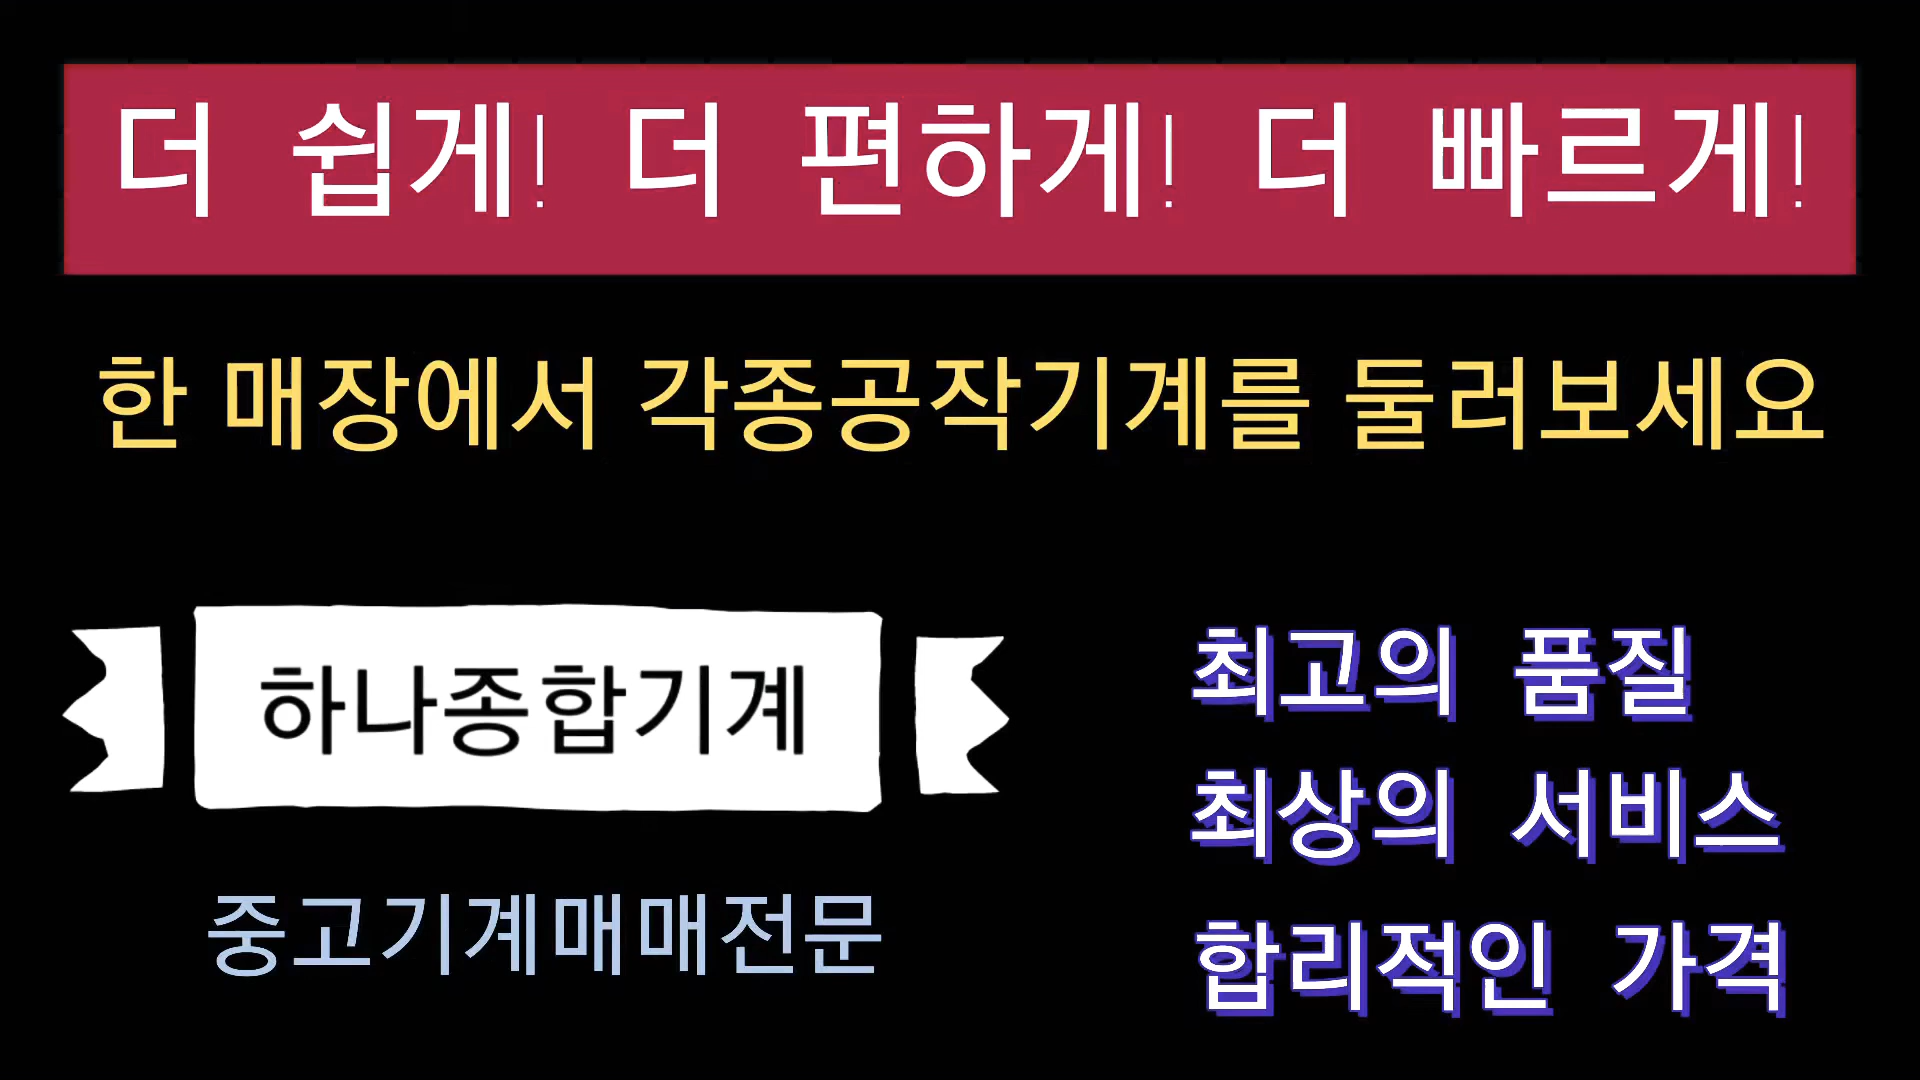 더 쉽게! 더 편하게! 더 빠르게!
한 매장에서 각종공작기계를 둘러보세요
하나종합기계
중고기계매매전문
최고의 품질
최상의 서비스
합리적인 가격